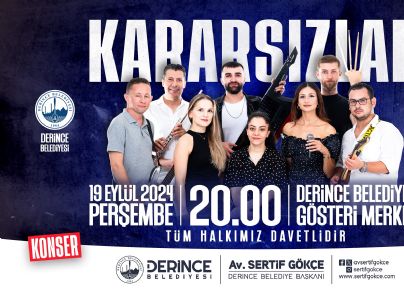 KARARSIZLA
DERİNCE
BELEDİYESİ
19 EYLÜL 2024
PERŞEMBE
20.00
DERİNCE BELEDİYE
GÖSTERİ MERKE
TÜM HALKIMIZ DAVETLİDİR
KONSER
DERİNCE
BELEDİYESİ
Av. SERTİF GÖKÇE
DERİNCE BELEDİYE BAŞKANI
avsertifgokce
sertifgokce
www.sertifgokce.com